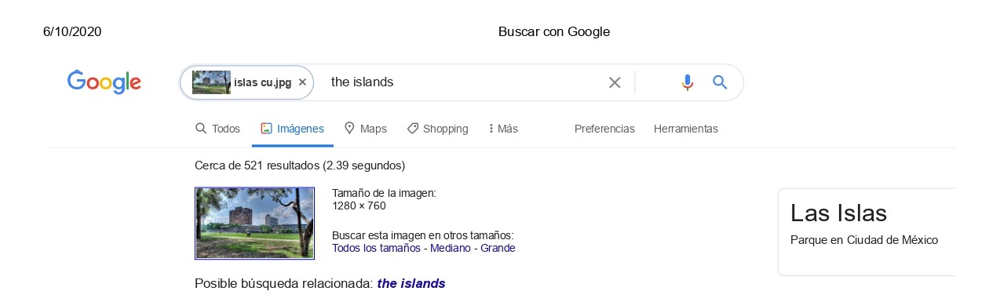 6/10/2020 Buscar con Google
Google islas cu.jpg × the islands
Todos Imágenes Maps Shopping Más Preferencias Herramientas
Cerca de 521 resultados (2.39 segundos)
Tamaño de la imagen:
1280 × 760
Buscar esta imagen en otros tamaños:
Todos los tamaños - Mediano - Grande
Las Islas
Parque en Ciudad de México
Posible búsqueda relacionada: the islands